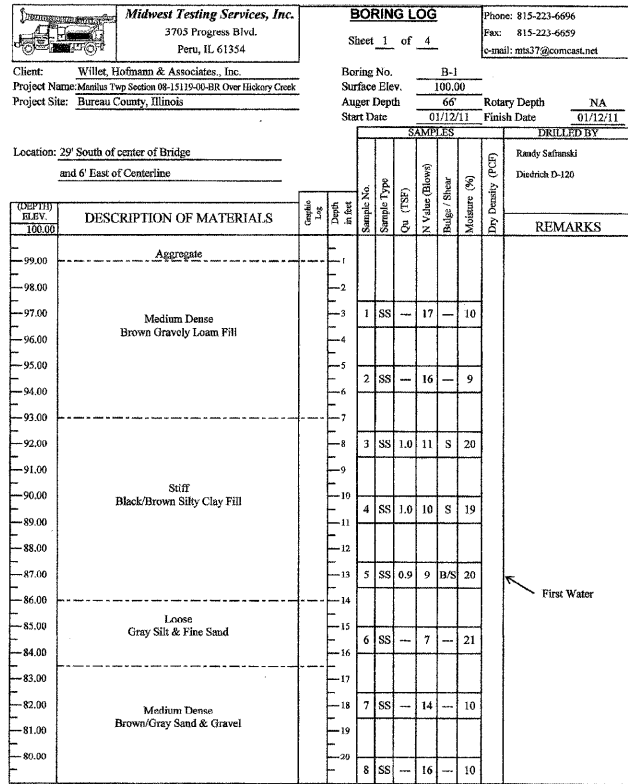 Midwest Testing Services, Inc.
3705 Progress Blvd.
Peru, IL 61354
BORING LOG
Sheet 1 of 4
Phone: 815-223-6696
Fax: 815-223-6659
e-mail: mts37@comcast.net
Client: Willet, Hofmann & Associates., Inc.
Project Name: Manilus Twp Section 08-15119-00-BR Over Hickory Creek
Project Site: Bureau County, Illinois
Boring No. B-1
Surface Elev. 100.00
Auger Depth 66' Rotary Depth NA
Start Date 01/12/11 Finish Date 01/12/11
SAMPLES DRILLED BY
Location: 29' South of center of Bridge
and 6' East of Centerline
Randy Safranski
Diedrich D-120
(DEPTH) ELEV. DESCRIPTION OF MATERIALS Graphic Log Depth in feet Sample No. Sample Type Qu (TSF) N Value (Blows) Bulge / Shear Moisture (%) Dry Density (PCF) REMARKS
100.00
Aggregate
99.00 1
98.00 2
97.00 3 1 SS --- 17 --- 10
Medium Dense
Brown Gravely Loam Fill
96.00 4
95.00 5
2 SS --- 16 --- 9
94.00 6
93.00 7
92.00 8 3 SS 1.0 11 S 20
91.00 9
Stiff
90.00 10
Black/Brown Silty Clay Fill
4 SS 1.0 10 S 19
89.00 11
88.00 12
87.00 13 5 SS 0.9 9 B/S 20
First Water
86.00 14
Loose
85.00 15
Gray Silt & Fine Sand
6 SS --- 7 --- 21
84.00 16
83.00 17
82.00 18 7 SS --- 14 --- 10
Medium Dense
Brown/Gray Sand & Gravel
81.00 19
80.00 20
8 SS --- 16 --- 10